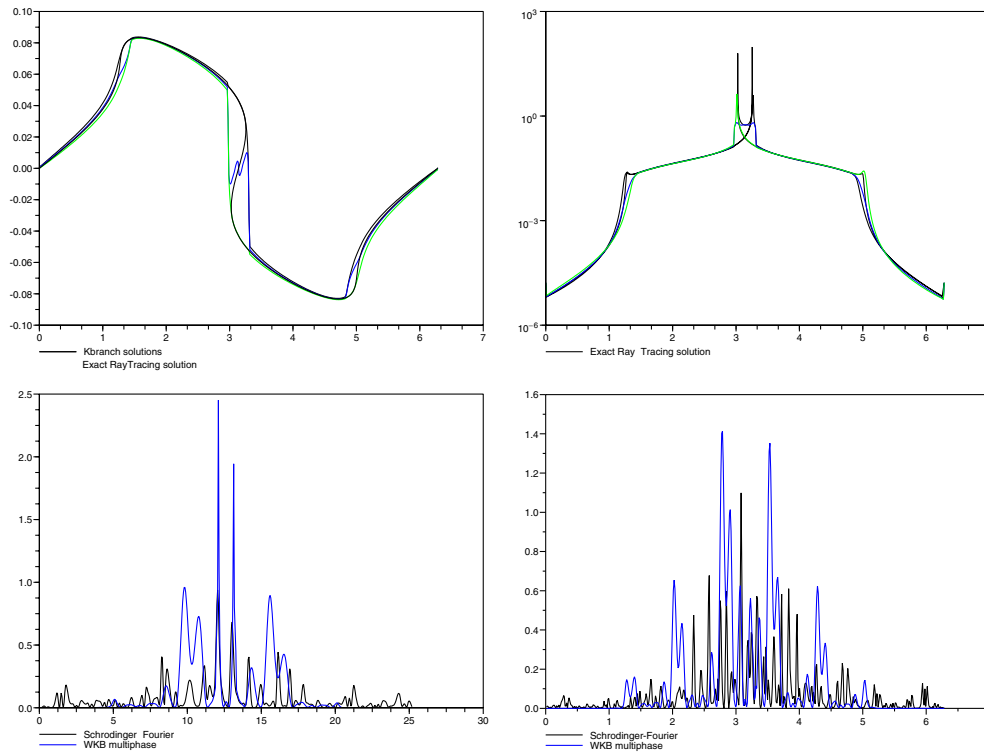 0.10
0.08
0.06
0.04
0.02
0.00
-0.02
-0.04
-0.06
-0.08
-0.10
0 1 2 3 4 5 6 7
Kbranch solutions
Exact RayTracing solution
10^3
10^0
10^-3
10^-6
0 1 2 3 4 5 6 7
Exact Ray Tracing solution
2.5
2.0
1.5
1.0
0.5
0.0
0 5 10 15 20 25 30
Schrodinger Fourier
WKB multiphase
1.6
1.4
1.2
1.0
0.8
0.6
0.4
0.2
0.0
0 1 2 3 4 5 6
Schrodinger-Fourier
WKB multiphase